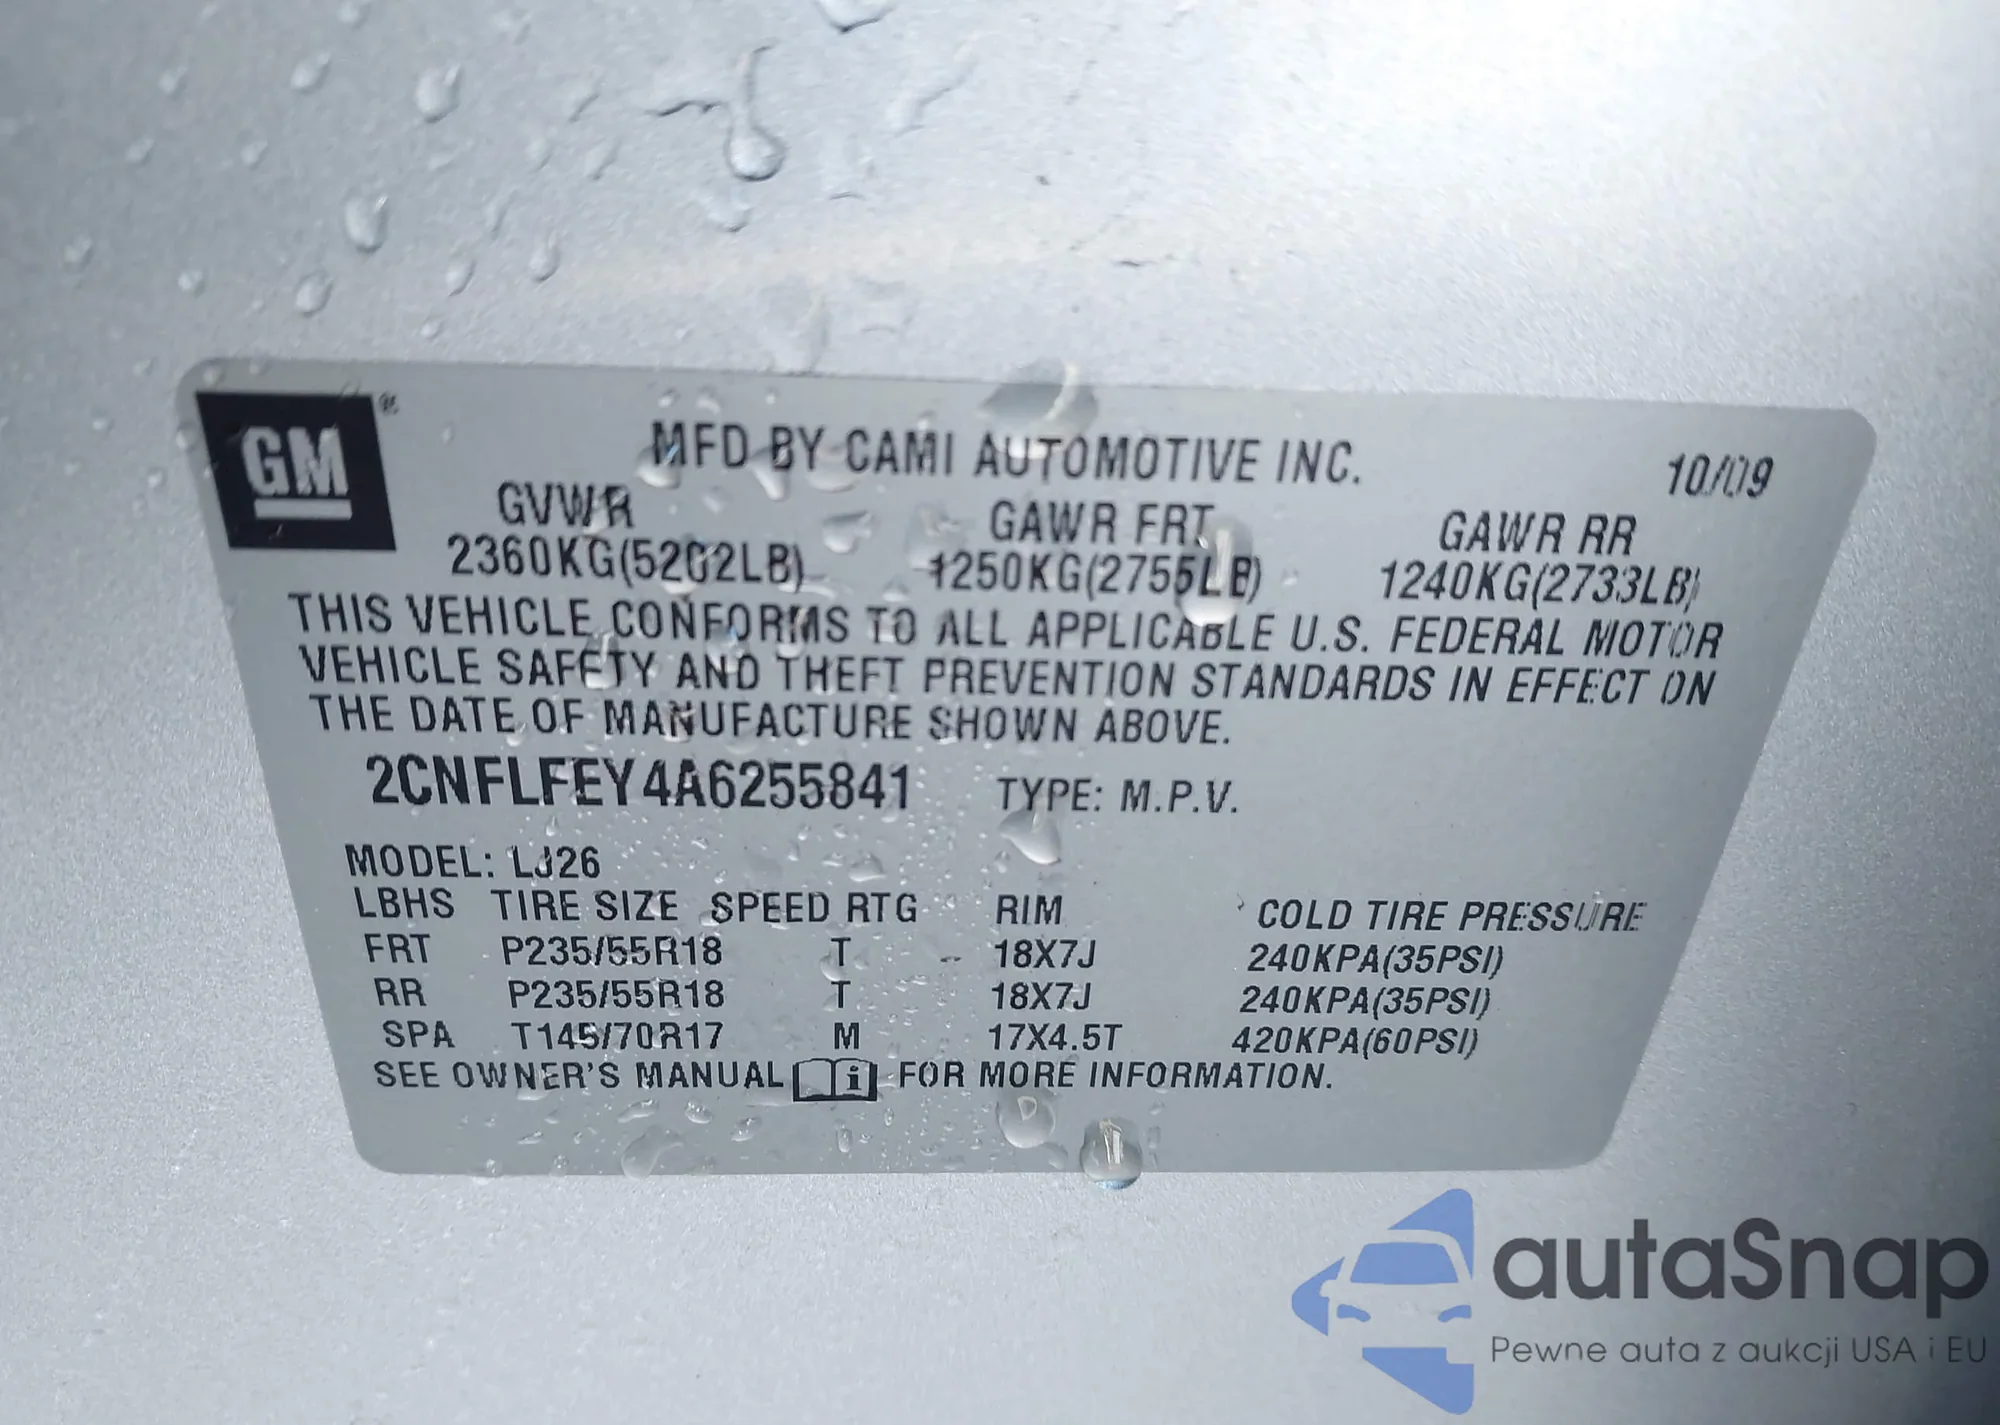 GM ®
MFD BY CAMI AUTOMOTIVE INC. 10/09
GVWR GAWR FRT GAWR RR
2360KG(5202LB) 1250KG(2755LB) 1240KG(2733LB)
THIS VEHICLE CONFORMS TO ALL APPLICABLE U.S. FEDERAL MOTOR
VEHICLE SAFETY AND THEFT PREVENTION STANDARDS IN EFFECT ON
THE DATE OF MANUFACTURE SHOWN ABOVE.
2CNFLFEY4A6255841 TYPE: M.P.V.
MODEL: LJ26
LBHS TIRE SIZE SPEED RTG RIM COLD TIRE PRESSURE
FRT P235/55R18 T 18X7J 240KPA(35PSI)
RR P235/55R18 T 18X7J 240KPA(35PSI)
SPA T145/70R17 M 17X4.5T 420KPA(60PSI)
SEE OWNER'S MANUAL i FOR MORE INFORMATION.
autaSnap
Pewne auta z aukcji USA i EU